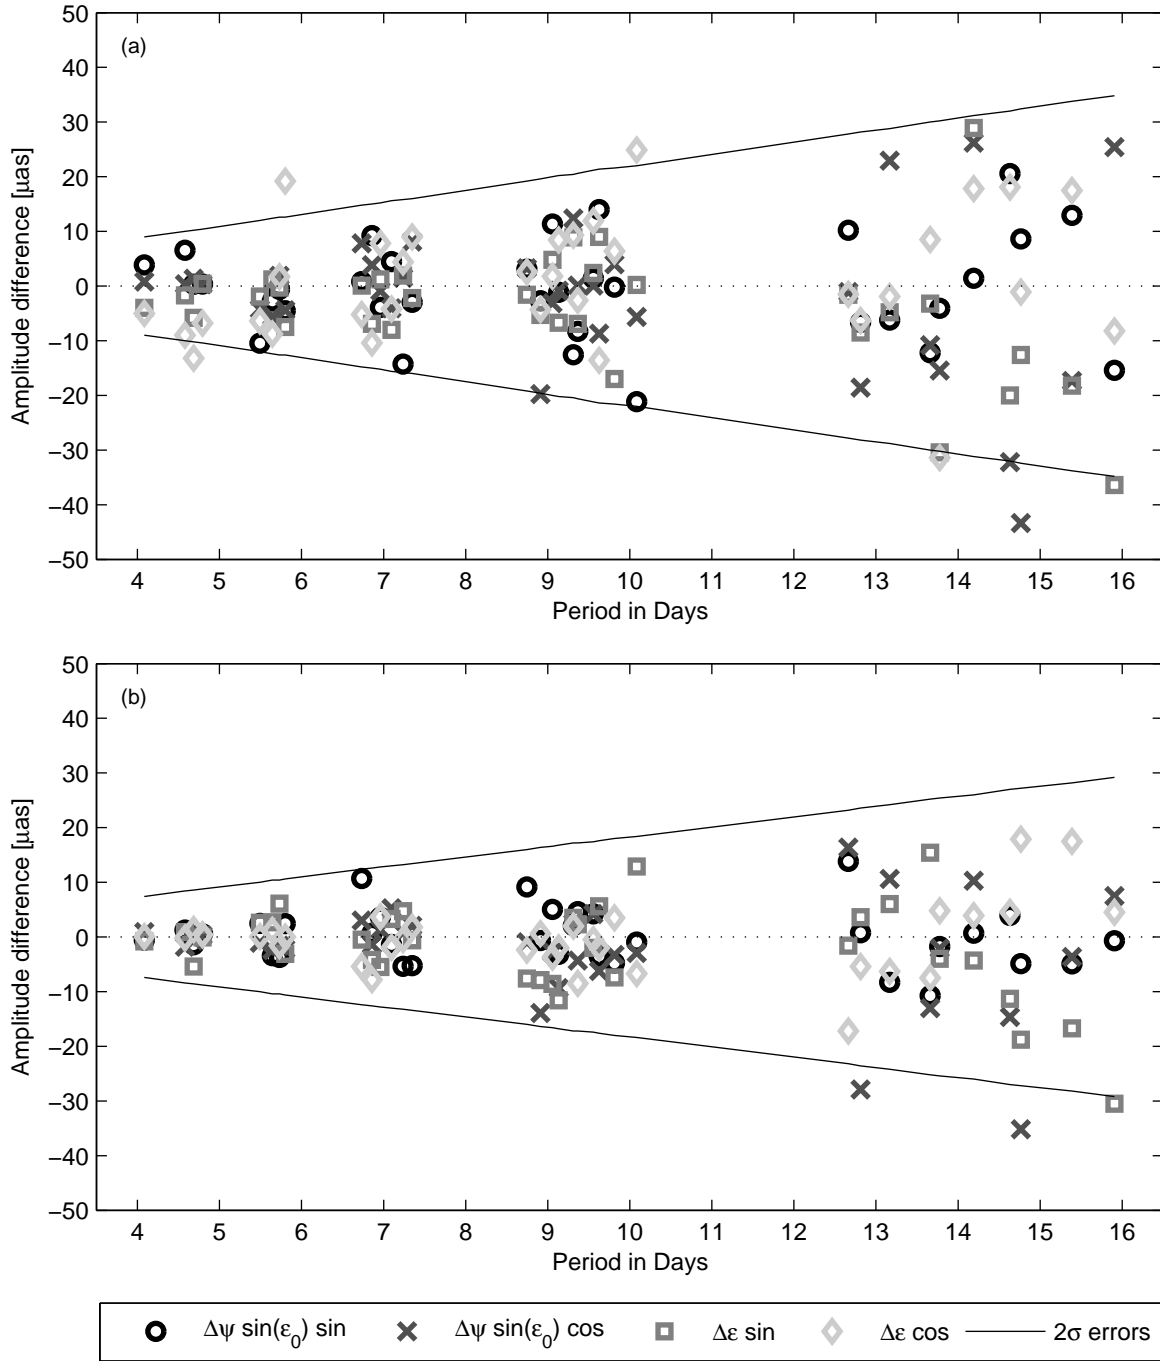 50
40
30
20
10
0
−10
−20
−30
−40
−50
Amplitude difference [μas]
(a)
4 5 6 7 8 9 10 11 12 13 14 15 16
Period in Days
50
40
30
20
10
0
−10
−20
−30
−40
−50
Amplitude difference [μas]
(b)
4 5 6 7 8 9 10 11 12 13 14 15 16
Period in Days
Δψ sin(ε₀) sin Δψ sin(ε₀) cos Δε sin Δε cos 2σ errors